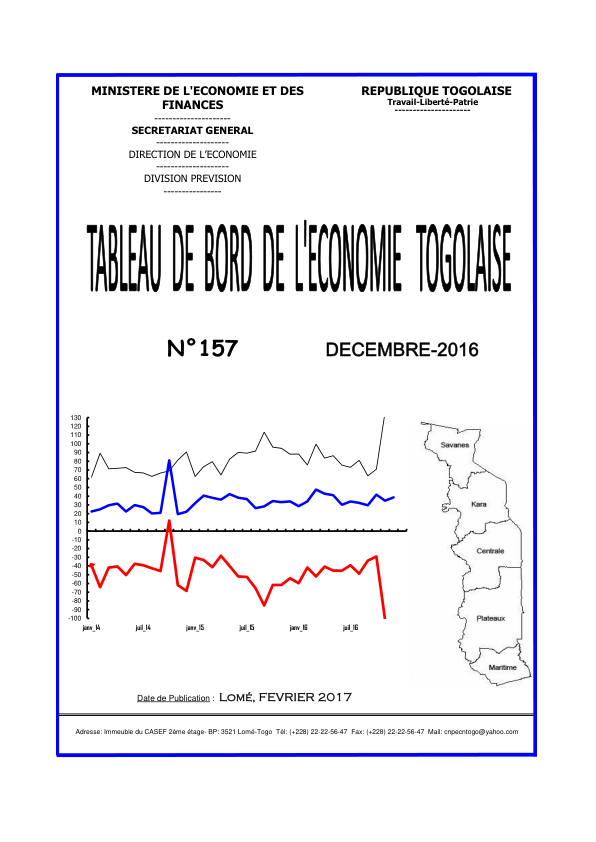 MINISTERE DE L'ECONOMIE ET DES
FINANCES
---------------------
SECRETARIAT GENERAL
--------------------
DIRECTION DE L'ECONOMIE
--------------------
DIVISION PREVISION
----------------
REPUBLIQUE TOGOLAISE
Travail-Liberté-Patrie
---------------------
TABLEAU DE BORD DE L'ECONOMIE TOGOLAISE
N°157 DECEMBRE-2016
130
120
110
100
90
80
70
60
50
40
30
20
10
0
-10
-20
-30
-40
-50
-60
-70
-80
-90
-100
janv_14 juil_14 janv_15 juil_15 janv_16 juil_16
Savanes
Kara
Centrale
Plateaux
Maritime
Date de Publication : LOMÉ, FEVRIER 2017
Adresse: Immeuble du CASEF 2ème étage- BP: 3521 Lomé-Togo Tél: (+228) 22-22-56-47 Fax: (+228) 22-22-56-47 Mail: cnpecntogo@yahoo.com